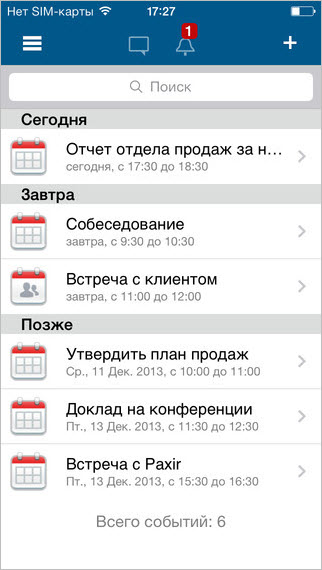 Нет SIM-карты 17:27
1
Поиск
Сегодня
Отчет отдела продаж за н...
сегодня, с 17:30 до 18:30
Завтра
Собеседование
завтра, с 9:30 до 10:30
Встреча с клиентом
завтра, с 11:00 до 12:00
Позже
Утвердить план продаж
Ср., 11 Дек. 2013, с 10:00 до 11:00
Доклад на конференции
Пт., 13 Дек. 2013, с 11:30 до 12:30
Встреча с Paxir
Пт., 13 Дек. 2013, с 15:30 до 16:30
Всего событий: 6